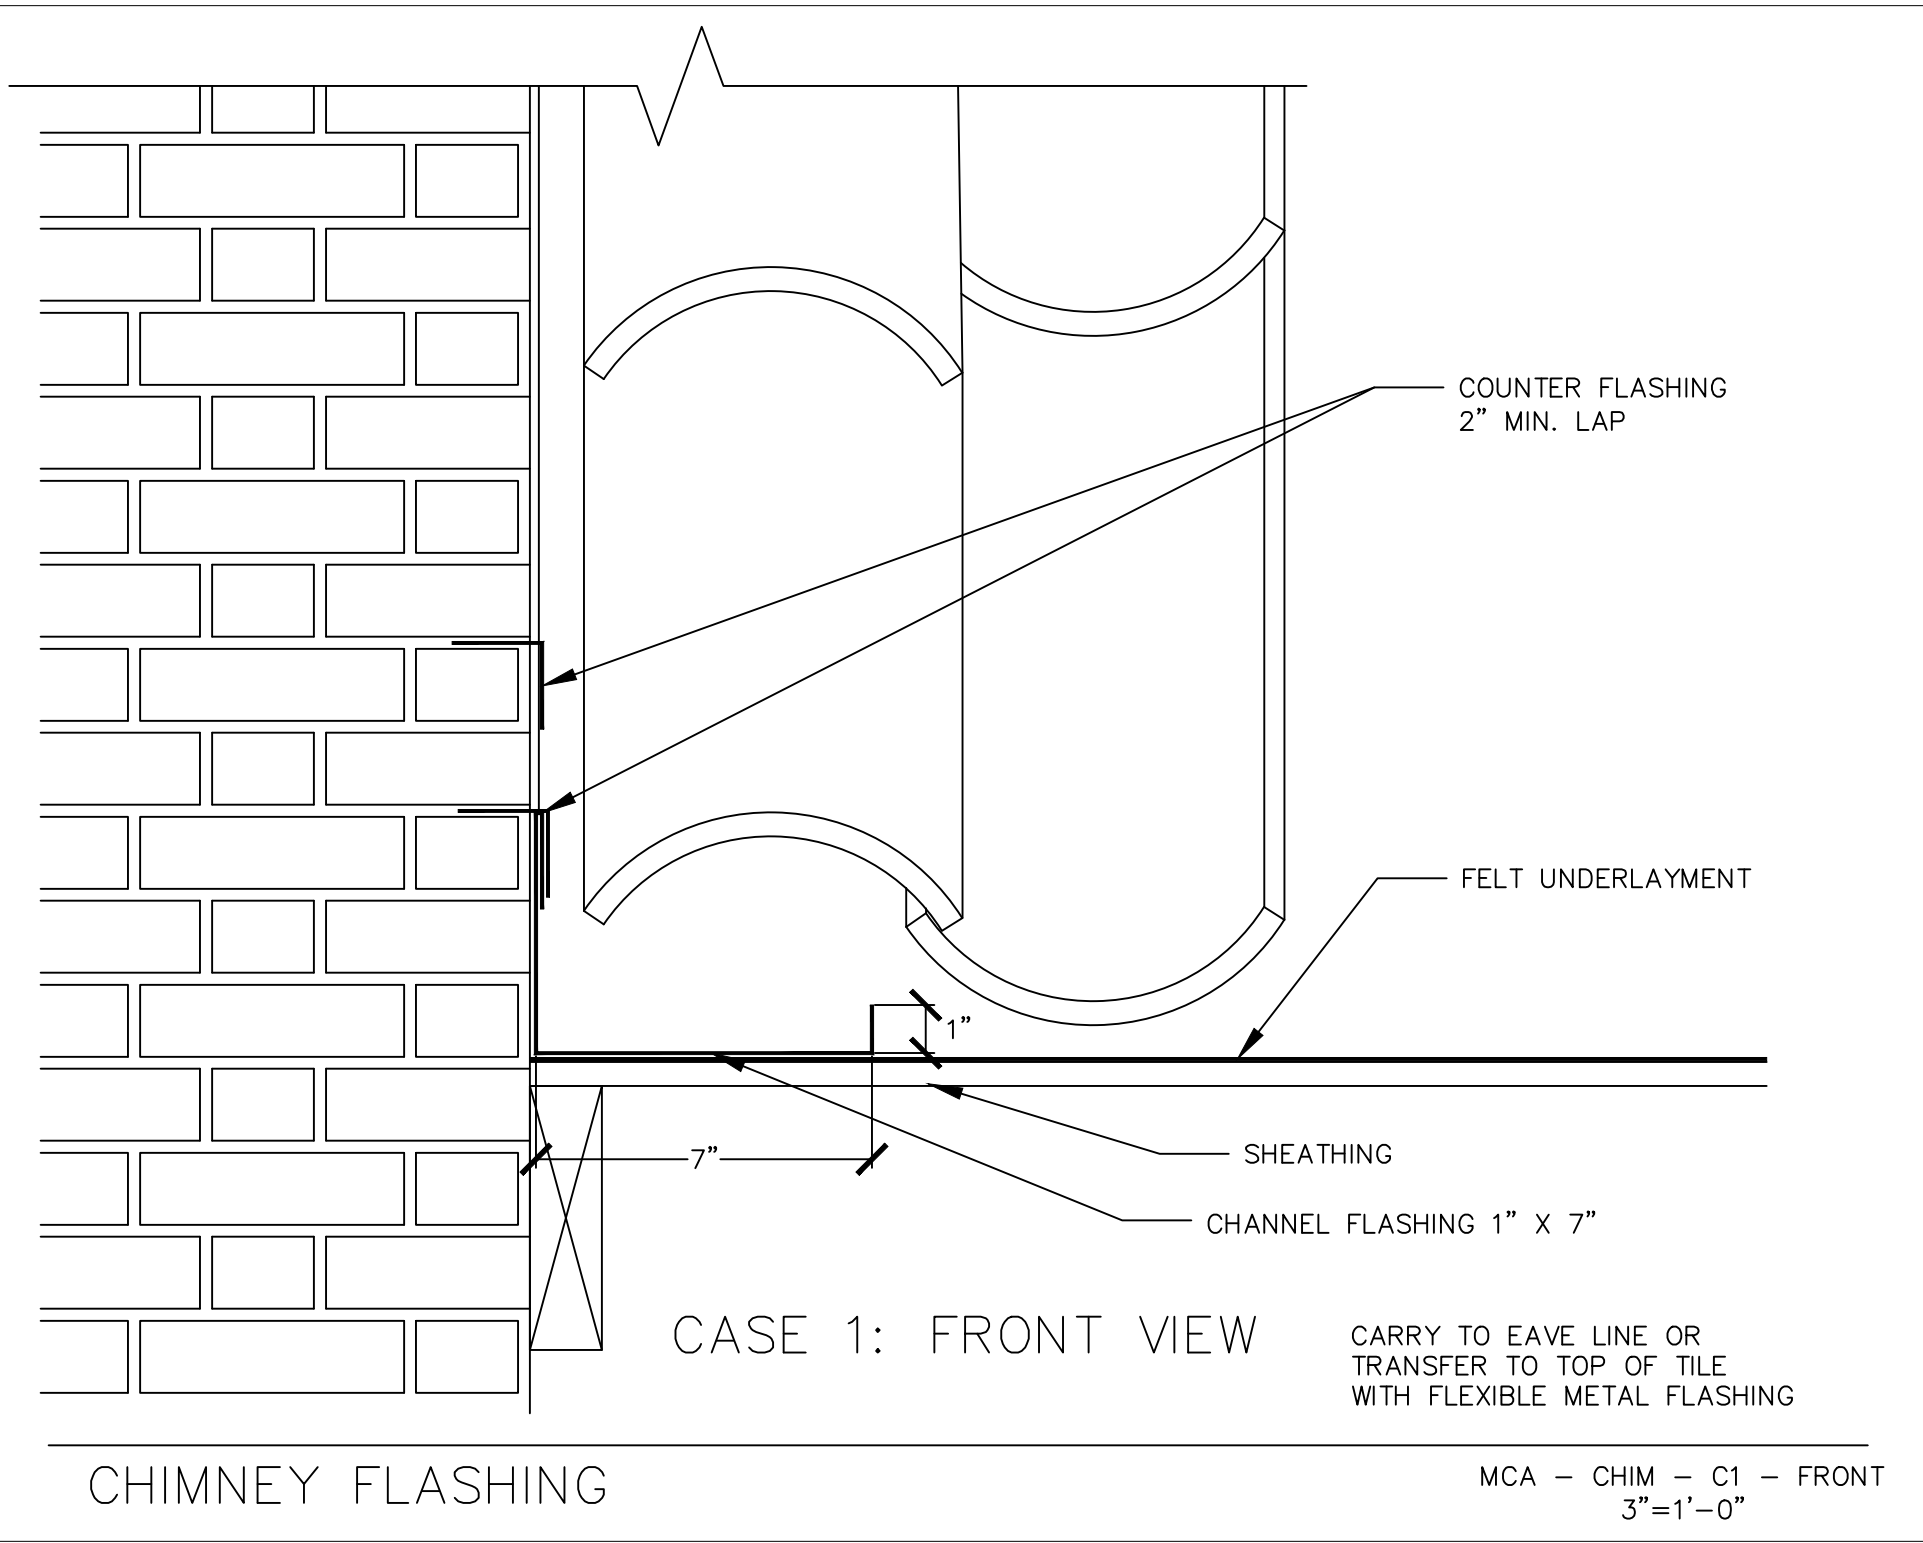 COUNTER FLASHING
2" MIN. LAP
FELT UNDERLAYMENT
1"
7"
SHEATHING
CHANNEL FLASHING 1" X 7"
CASE 1: FRONT VIEW
CARRY TO EAVE LINE OR
TRANSFER TO TOP OF TILE
WITH FLEXIBLE METAL FLASHING
CHIMNEY FLASHING
MCA – CHIM – C1 – FRONT
3"=1'–0"